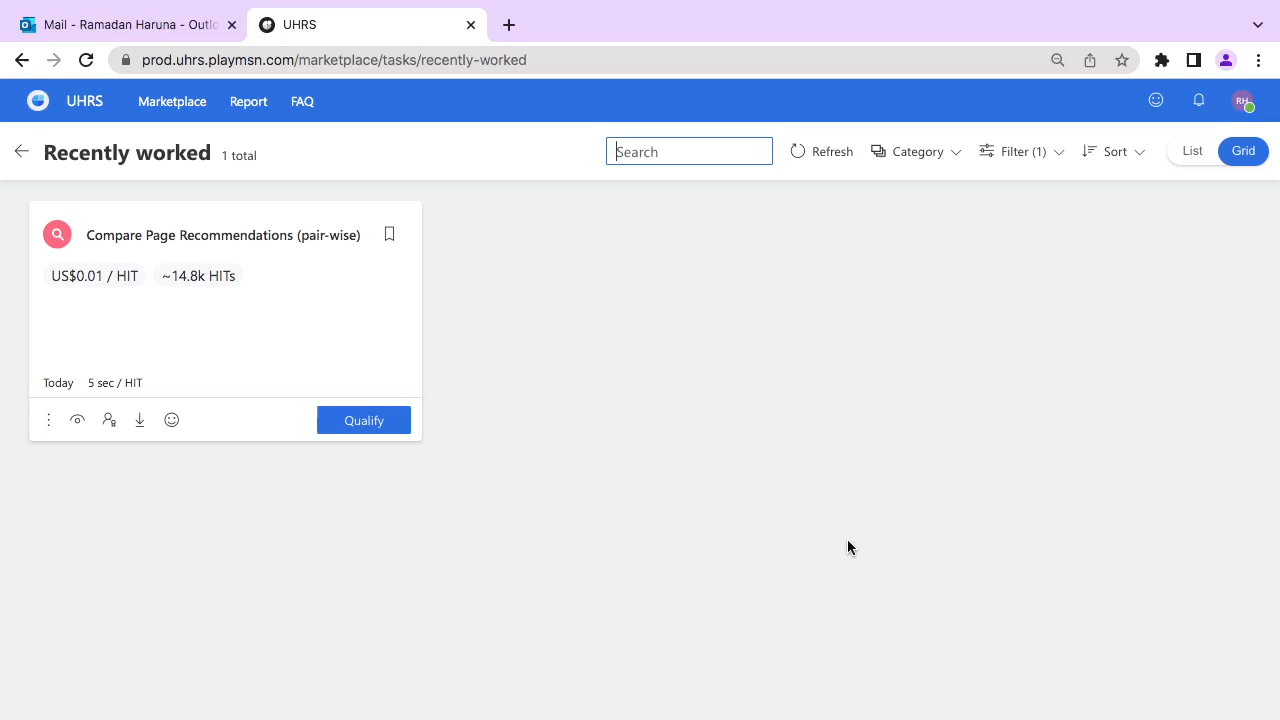 Mail - Ramadan Haruna - Outlo
UHRS
prod.uhrs.playmsn.com/marketplace/tasks/recently-worked
UHRS Marketplace Report FAQ
RH
Recently worked 1 total
Search
Refresh
Category
Filter (1)
Sort
List
Grid
Compare Page Recommendations (pair-wise)
US$0.01 / HIT ~14.8k HITs
Today 5 sec / HIT
Qualify